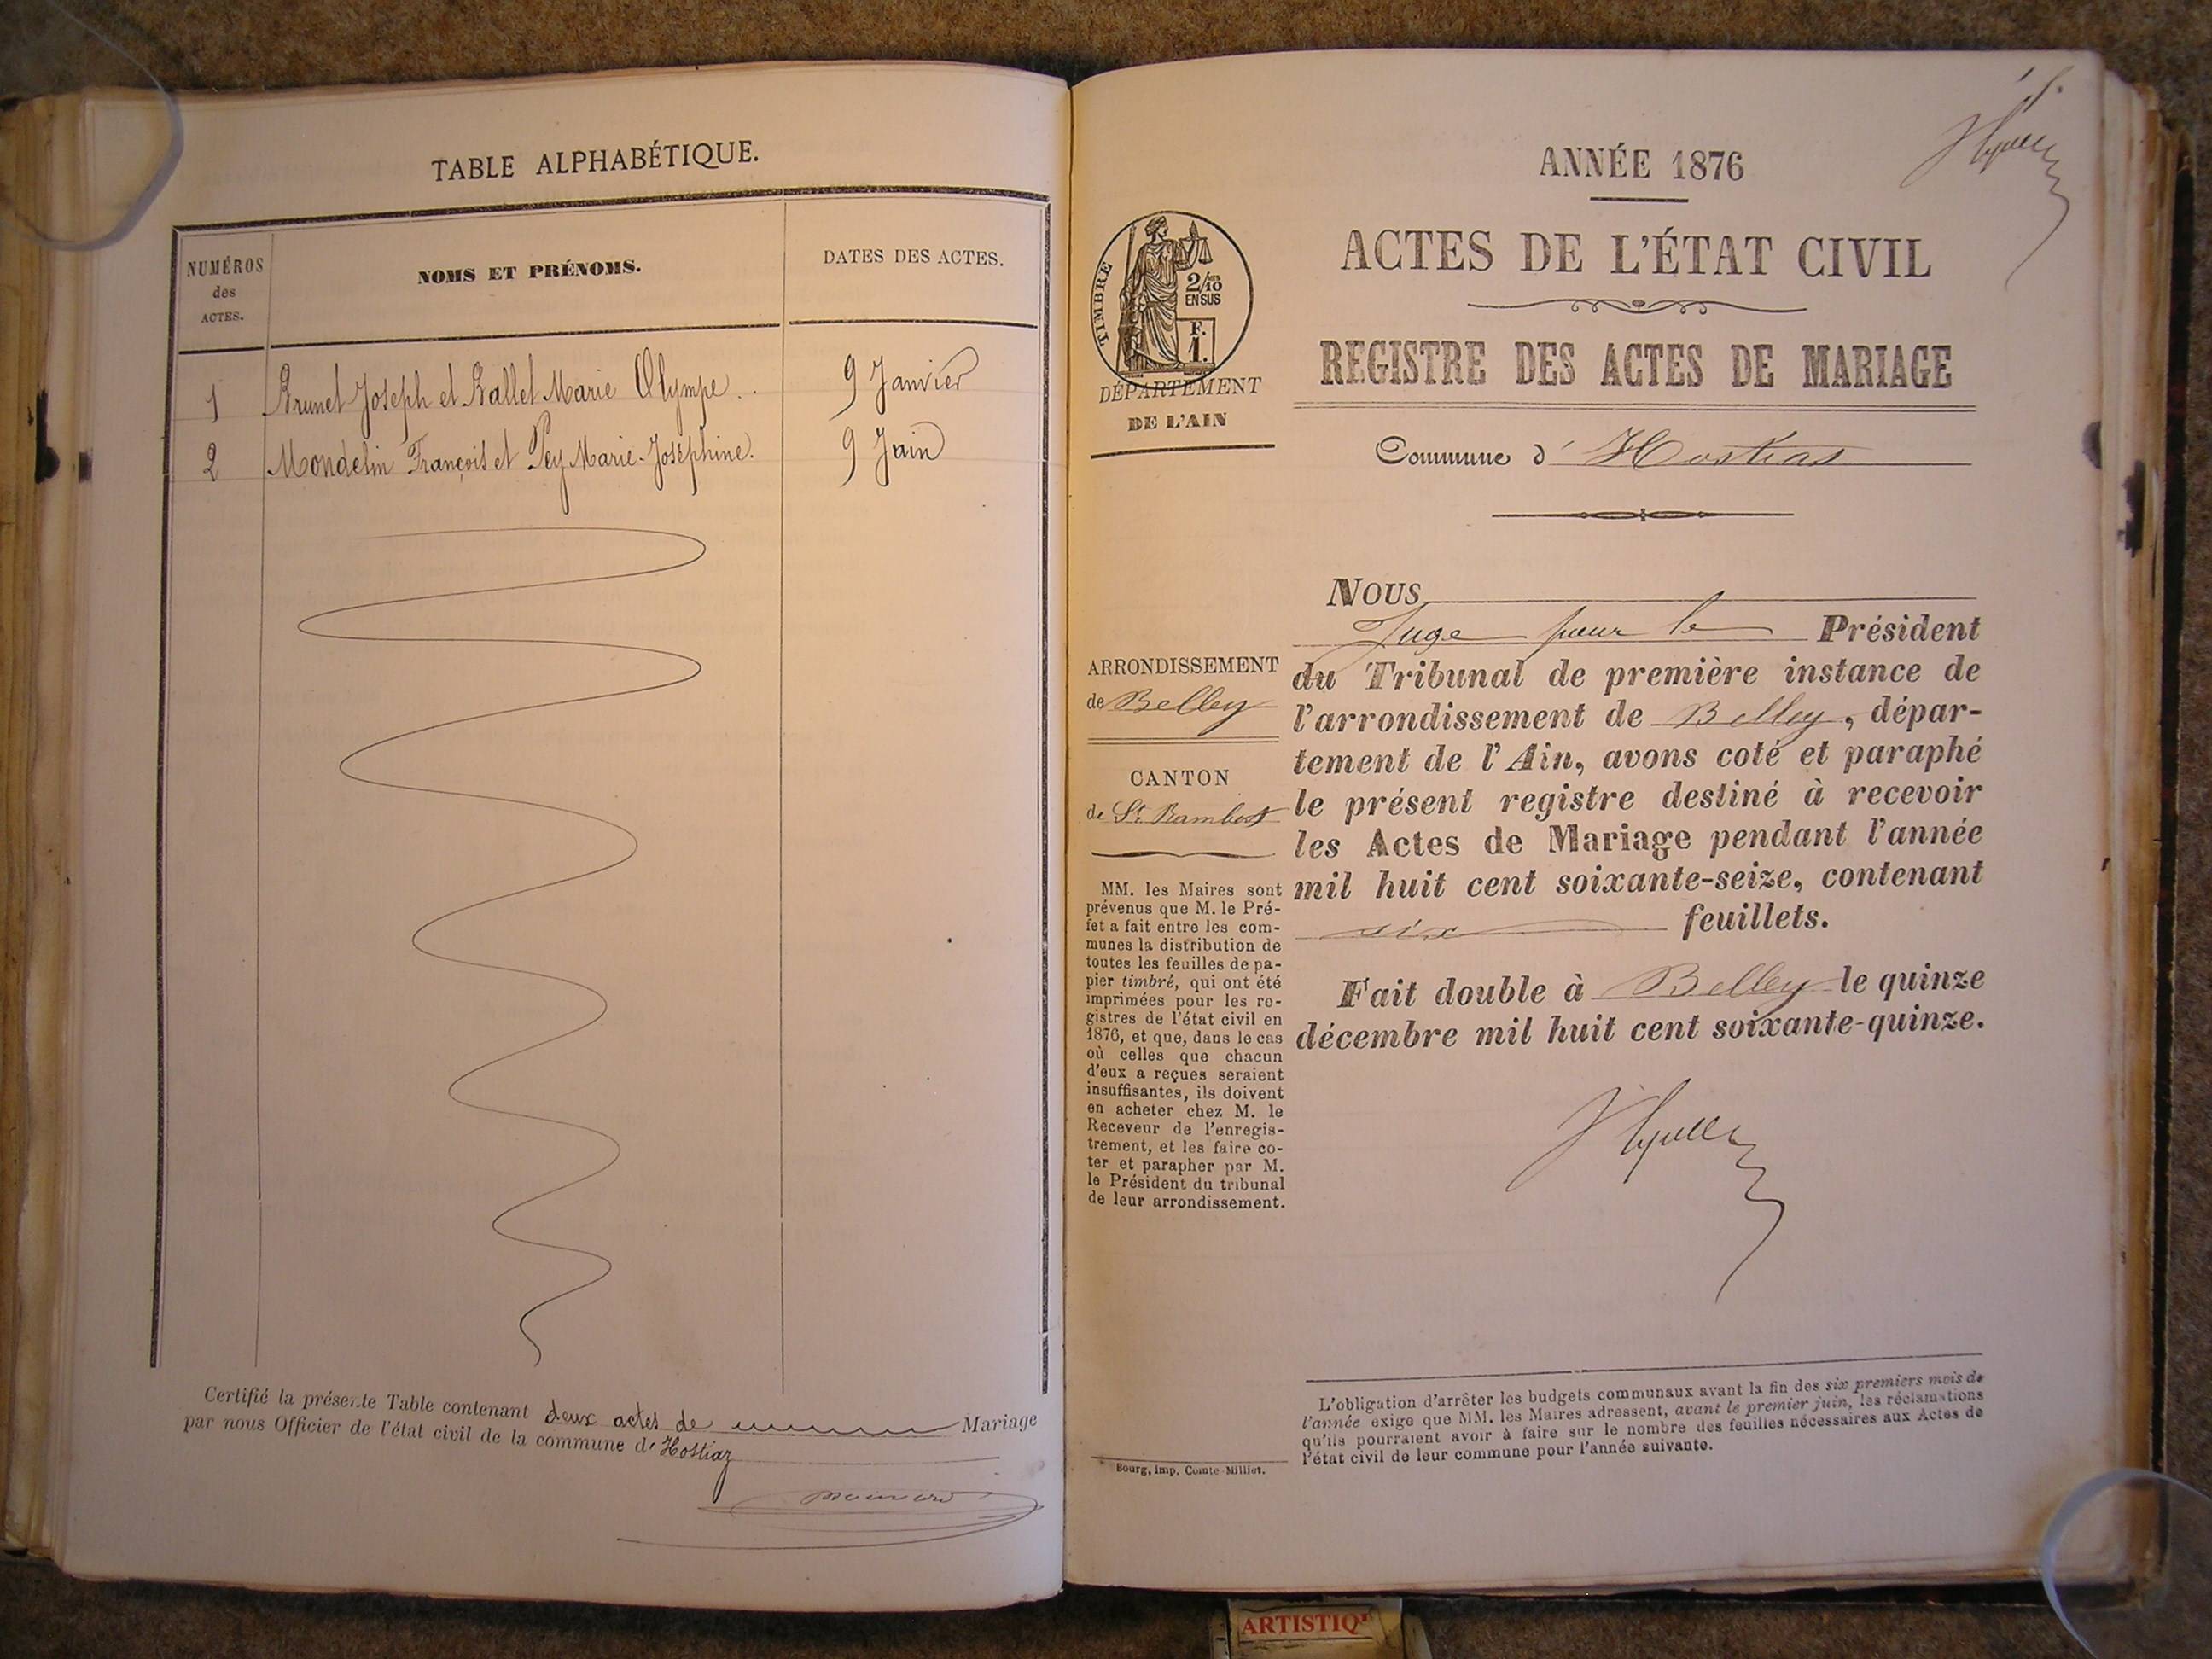 TABLE ALPHABÉTIQUE.
NUMÉROS
des
ACTES.
NOMS ET PRÉNOMS.
DATES DES ACTES.
1 Brunet Joseph et Ballet Marie Olympe. 9 Janvier
2 Mondelin François et Pey Marie-Joséphine. 9 Juin
Certifié la présente Table contenant deux actes de Mariage
par nous Officier de l'état civil de la commune d'Hostiaz
ANNÉE 1876
ACTES DE L'ÉTAT CIVIL
REGISTRE DES ACTES DE MARIAGE
Commune d' Hostias
TIMBRE
2/10
EN SUS
F.
1.
DÉPARTEMENT
DE L'AIN
ARRONDISSEMENT
de Belley
CANTON
de St. Rambert
MM. les Maires sont
prévenus que M. le Pré-
fet a fait entre les com-
munes la distribution de
toutes les feuilles de pa-
pier timbré, qui ont été
imprimées pour les re-
gistres de l'état civil en
1876, et que, dans le cas
où celles que chacun
d'eux a reçues seraient
insuffisantes, ils doivent
en acheter chez M. le
Receveur de l'enregis-
trement, et les faire co-
ter et parapher par M.
le Président du tribunal
de leur arrondissement.
Bourg, imp. Comte-Milliet.
NOUS
Juge pour le Président
du Tribunal de première instance de
l'arrondissement de Belley, dépar-
tement de l'Ain, avons coté et paraphé
le présent registre destiné à recevoir
les Actes de Mariage pendant l'année
mil huit cent soixante-seize, contenant
six feuillets.
Fait double à Belley le quinze
décembre mil huit cent soixante-quinze.
L'obligation d'arrêter les budgets communaux avant la fin des six premiers mois de
l'année exige que MM. les Maires adressent, avant le premier juin, les réclamations
qu'ils pourraient avoir à faire sur le nombre des feuilles nécessaires aux Actes de
l'état civil de leur commune pour l'année suivante.
ARTISTIQ